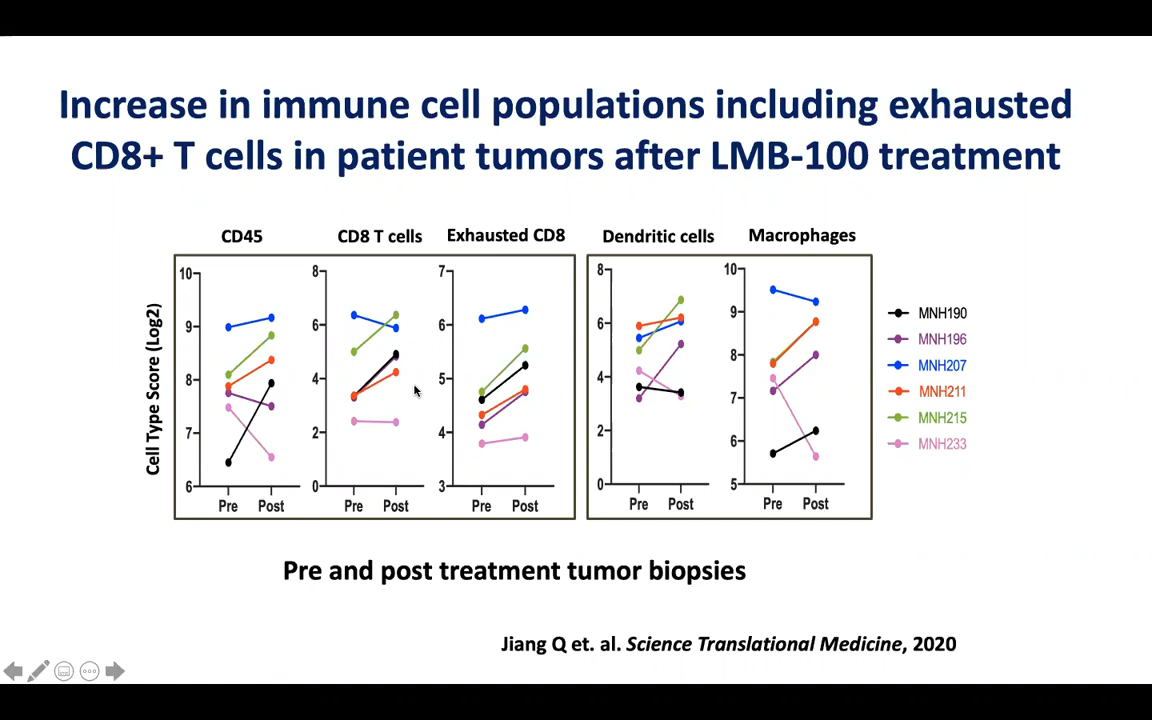 Increase in immune cell populations including exhausted
CD8+ T cells in patient tumors after LMB-100 treatment
CD45
CD8 T cells
Exhausted CD8
Dendritic cells
Macrophages
Cell Type Score (Log2)
10
9
8
7
6
Pre
Post
8
6
4
2
0
Pre
Post
7
6
5
4
3
Pre
Post
8
6
4
2
0
Pre
Post
10
9
8
7
6
5
Pre
Post
MNH190
MNH196
MNH207
MNH211
MNH215
MNH233
Pre and post treatment tumor biopsies
Jiang Q et. al. Science Translational Medicine, 2020